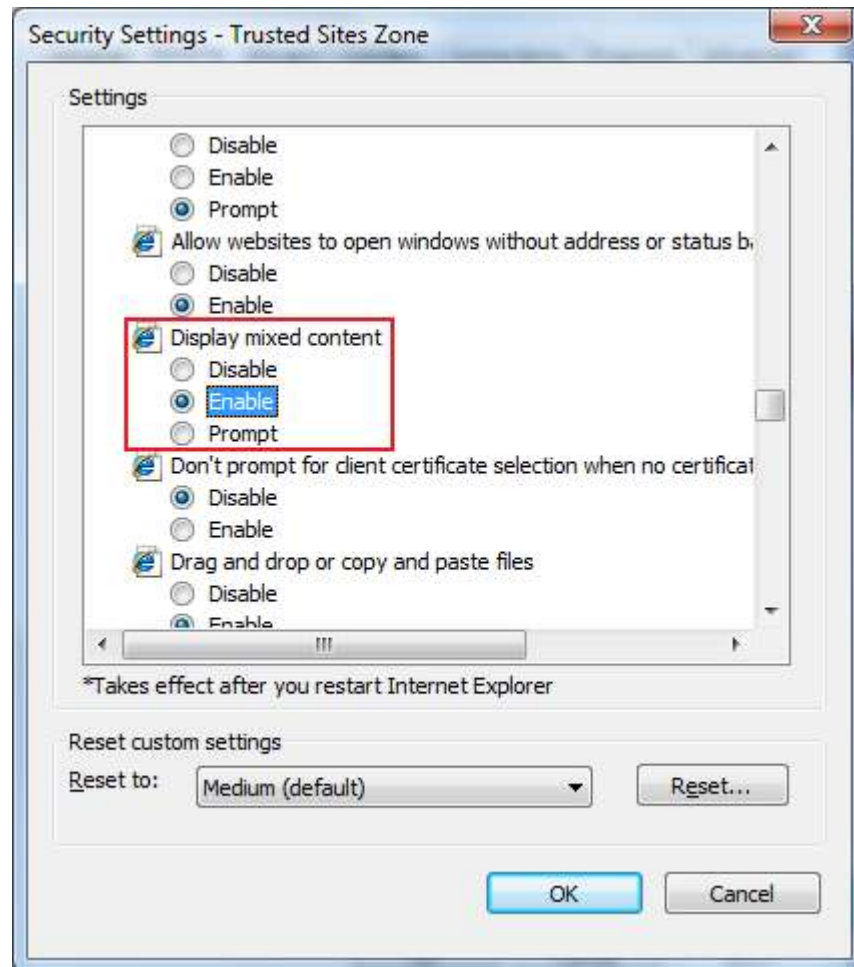 Security Settings - Trusted Sites Zone
Settings
Disable
Enable
Prompt
Allow websites to open windows without address or status
Disable
Enable
Display mixed content
Disable
Enable
Prompt
Don't prompt for client certificate selection when no
Disable
Enable
Drag and drop or copy and paste files
Disable
Enable
*Takes effect after you restart Internet Explorer
Reset custom settings
Reset to:
Medium (default)
Reset...
OK
Cancel